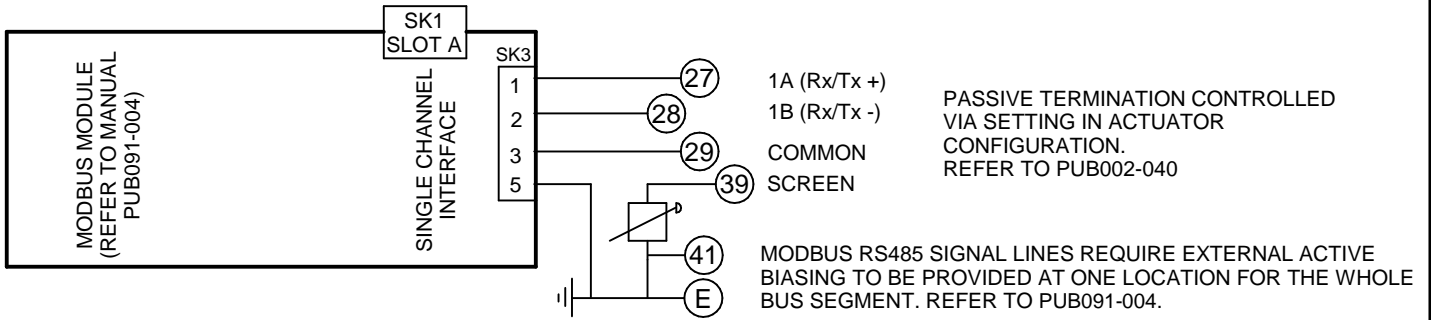 SK1
SLOT A
SK3
MODBUS MODULE
(REFER TO MANUAL
PUB091-004)
SINGLE CHANNEL
INTERFACE
1
27
1A (Rx/Tx +)
2
28
1B (Rx/Tx -)
3
29
COMMON
5
39
SCREEN
41
E
PASSIVE TERMINATION CONTROLLED
VIA SETTING IN ACTUATOR
CONFIGURATION.
REFER TO PUB002-040
MODBUS RS485 SIGNAL LINES REQUIRE EXTERNAL ACTIVE
BIASING TO BE PROVIDED AT ONE LOCATION FOR THE WHOLE
BUS SEGMENT. REFER TO PUB091-004.